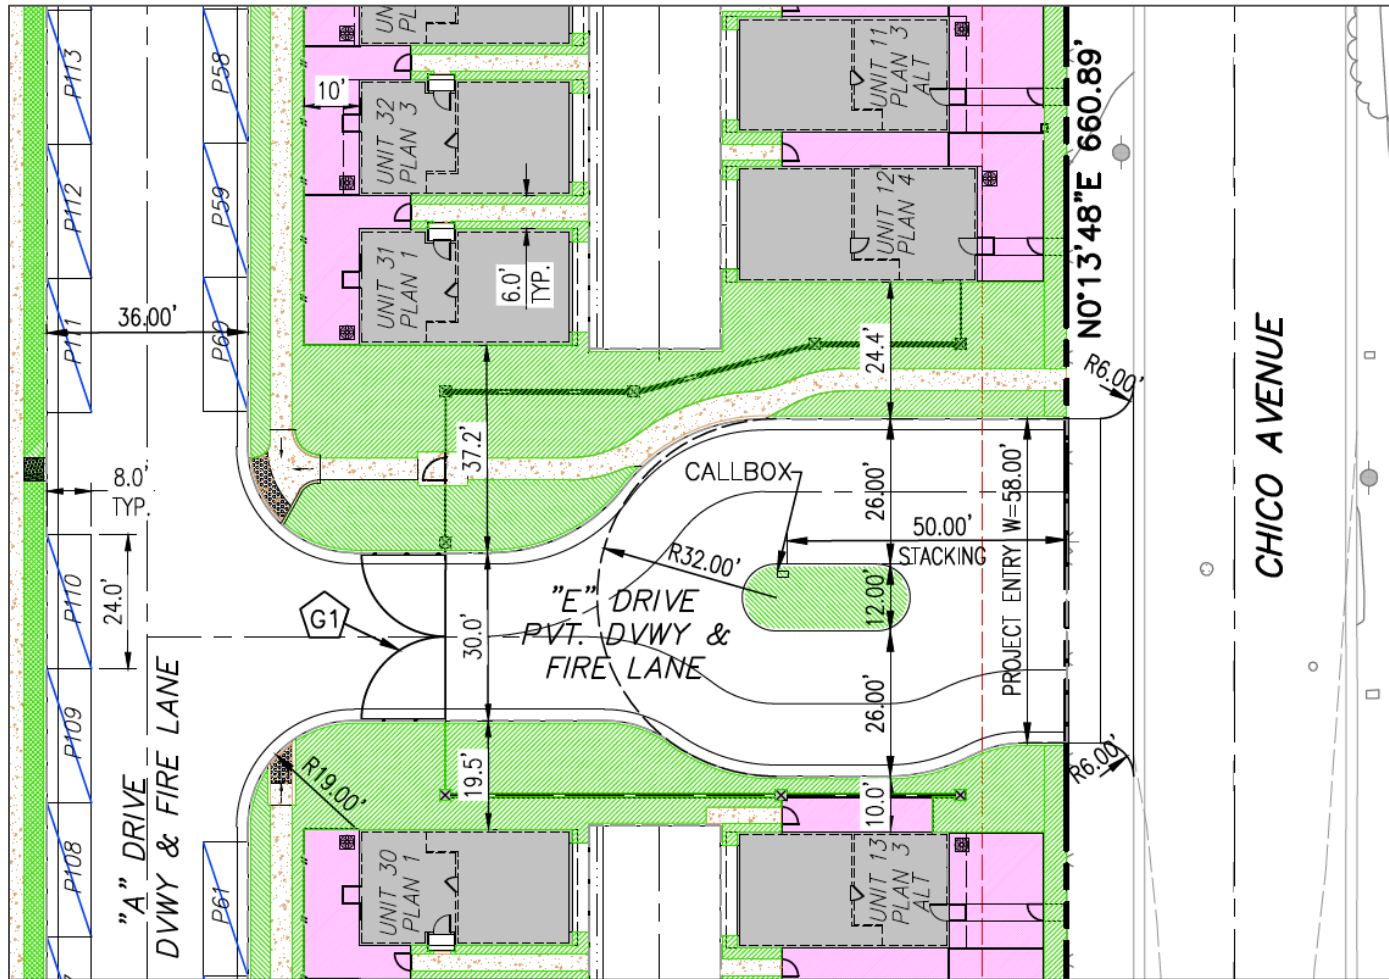 P113
P112
P111
P110
P109
P108
P58
P59
P60
P61
36.00'
8.0'
TYP.
24.0'
"A" DRIVE
DVWY & FIRE LANE
10'
UNIT 32
PLAN 3
UNIT 31
PLAN 1
6.0'
TYP.
UNIT 11
PLAN 3
ALT
UNIT 12
PLAN 4
N0°13'48"E 660.89'
24.4'
R6.00'
37.2'
CALLBOX
26.00'
50.00'
STACKING
PROJECT ENTRY W=58.00'
R32.00'
12.00'
G1
30.0'
"E" DRIVE
PVT. DVWY &
FIRE LANE
26.00'
R6.00'
R19.00'
19.5'
10.0'
UNIT 30
PLAN 1
UNIT 13
PLAN 3
ALT
CHICO AVENUE